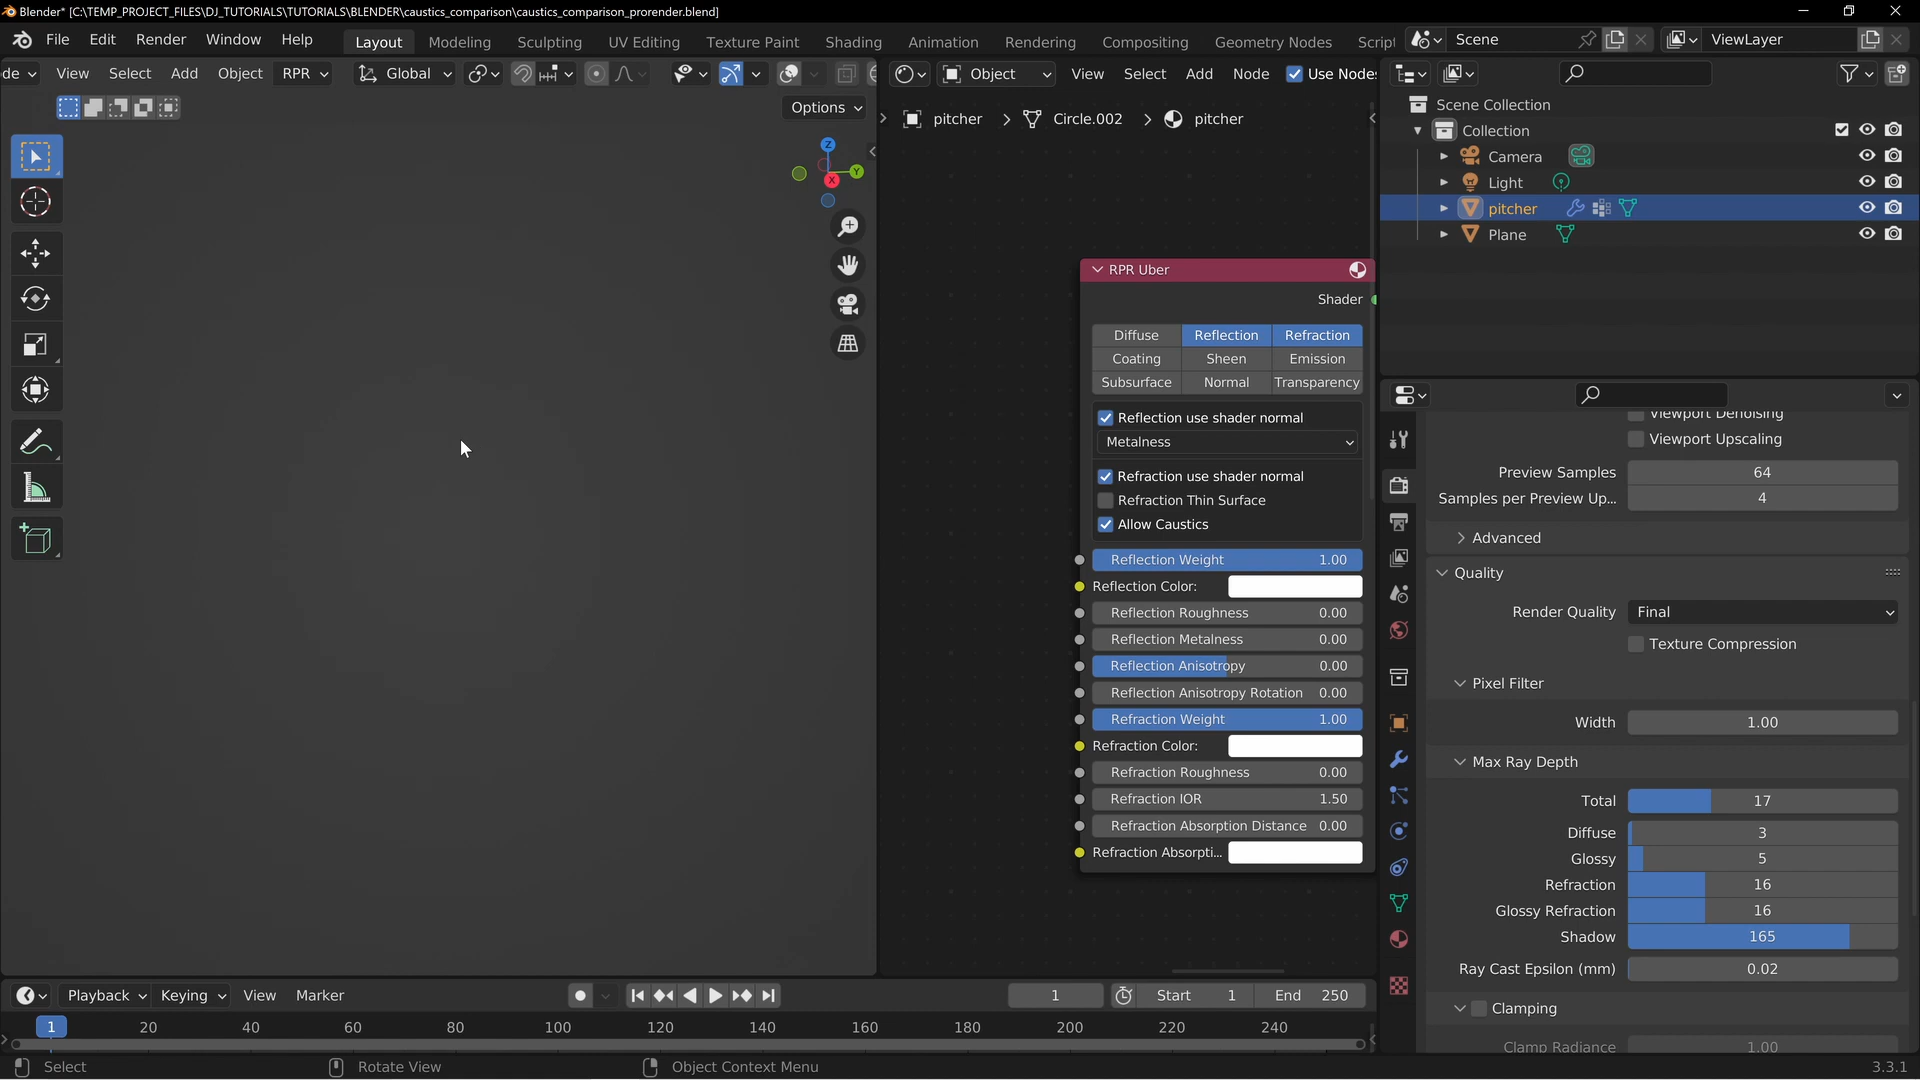 Blender* [C:\TEMP_PROJECT_FILES\DJ_TUTORIALS\TUTORIALS\BLENDER\caustics_comparison\caustics_comparison_prorender.blend]
File Edit Render Window Help Layout Modeling Sculpting UV Editing Texture Paint Shading Animation Rendering Compositing Geometry Nodes Script Scene ViewLayer
de View Select Add Object RPR Global Object View Select Add Node Use Nodes
Options
pitcher > Circle.002 > pitcher
Z
Y
X
Scene Collection
Collection
Camera
Light
pitcher
Plane
RPR Uber
Shader
Diffuse Reflection Refraction
Coating Sheen Emission
Subsurface Normal Transparency
Reflection use shader normal
Metalness
Refraction use shader normal
Refraction Thin Surface
Allow Caustics
Reflection Weight 1.00
Reflection Color:
Reflection Roughness 0.00
Reflection Metalness 0.00
Reflection Anisotropy 0.00
Reflection Anisotropy Rotation 0.00
Refraction Weight 1.00
Refraction Color:
Refraction Roughness 0.00
Refraction IOR 1.50
Refraction Absorption Distance 0.00
Refraction Absorpti...
Viewport Denoising
Viewport Upscaling
Preview Samples 64
Samples per Preview Up... 4
Advanced
Quality
Render Quality Final
Texture Compression
Pixel Filter
Width 1.00
Max Ray Depth
Total 17
Diffuse 3
Glossy 5
Refraction 16
Glossy Refraction 16
Shadow 165
Ray Cast Epsilon (mm) 0.02
Clamping
Clamp Radiance 1.00
Playback Keying View Marker 1 Start 1 End 250
1 20 40 60 80 100 120 140 160 180 200 220 240
Select Rotate View Object Context Menu 3.3.1